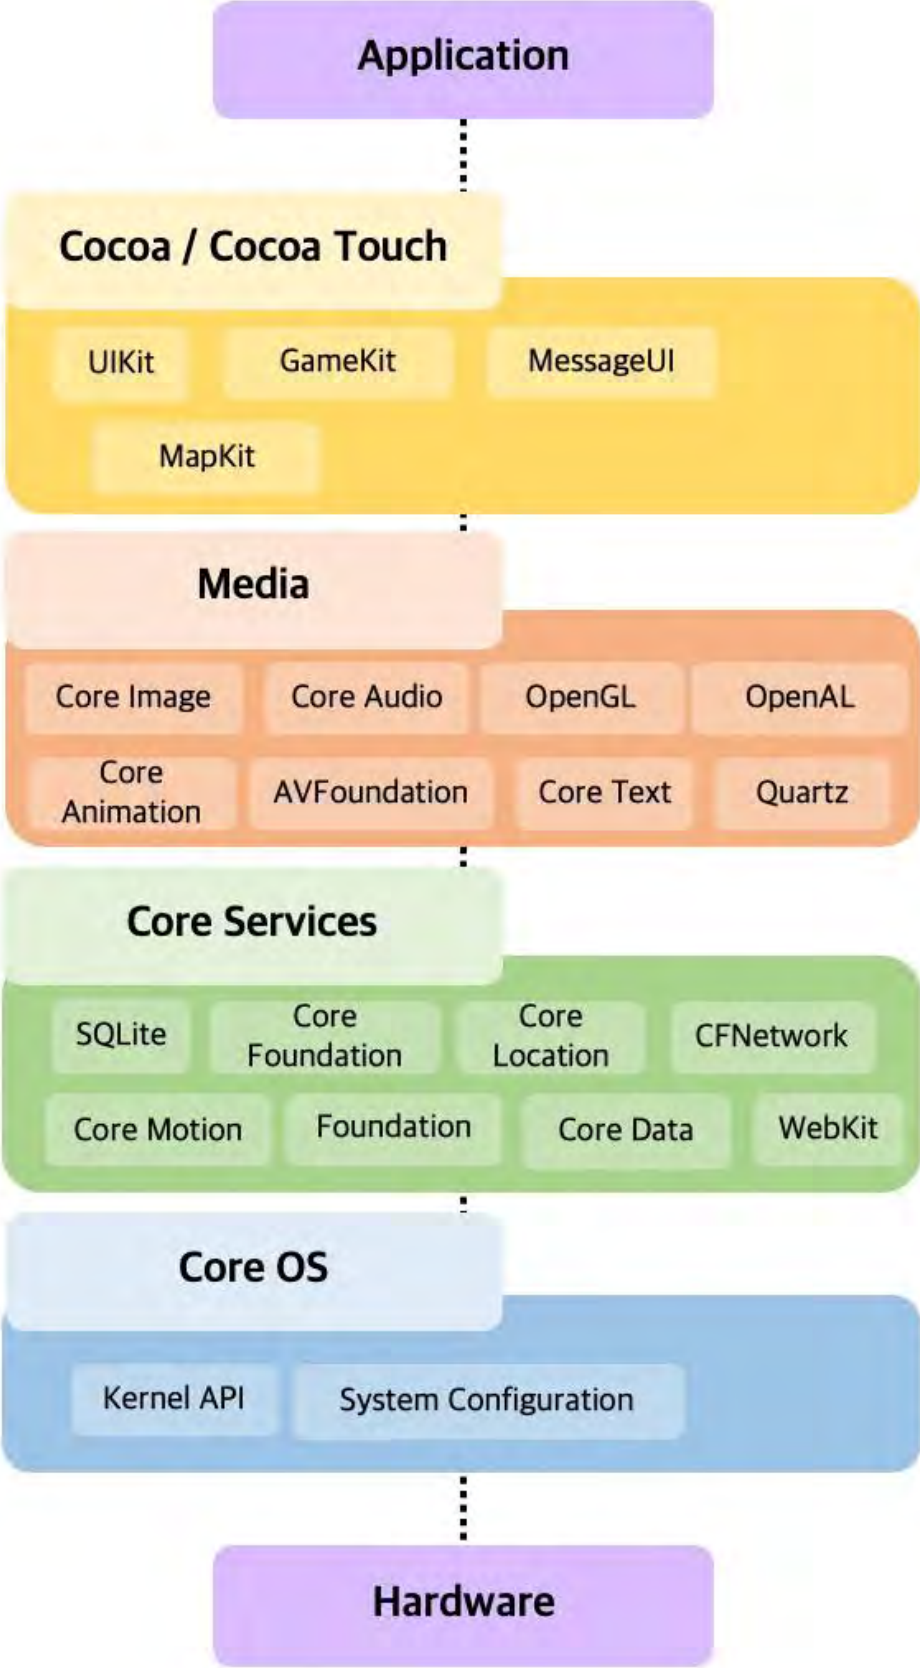 Application
Cocoa / Cocoa Touch
UIKit
GameKit
MessageUI
MapKit
Media
Core Image
Core Audio
OpenGL
OpenAL
Core
Animation
AVFoundation
Core Text
Quartz
Core Services
SQLite
Core
Foundation
Core
Location
CFNetwork
Core Motion
Foundation
Core Data
WebKit
Core OS
Kernel API
System Configuration
Hardware